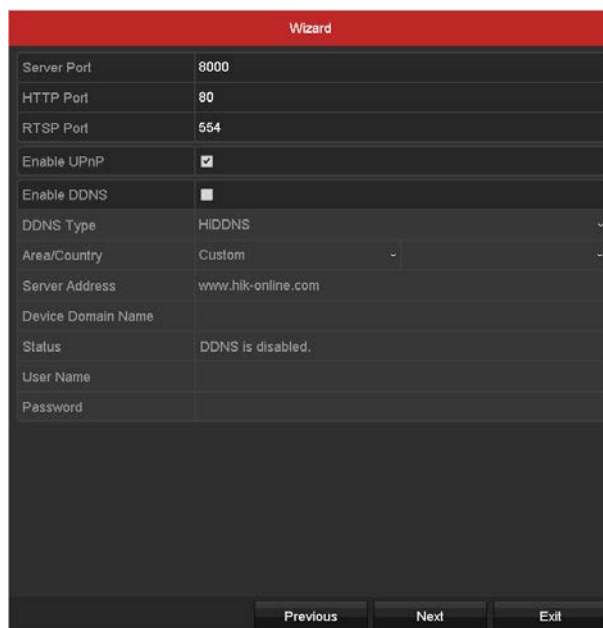 Wizard
Server Port 8000
HTTP Port 80
RTSP Port 554
Enable UPnP
Enable DDNS
DDNS Type HiDDNS
Area/Country Custom
Server Address www.hik-online.com
Device Domain Name
Status DDNS is disabled.
User Name
Password
Previous Next Exit